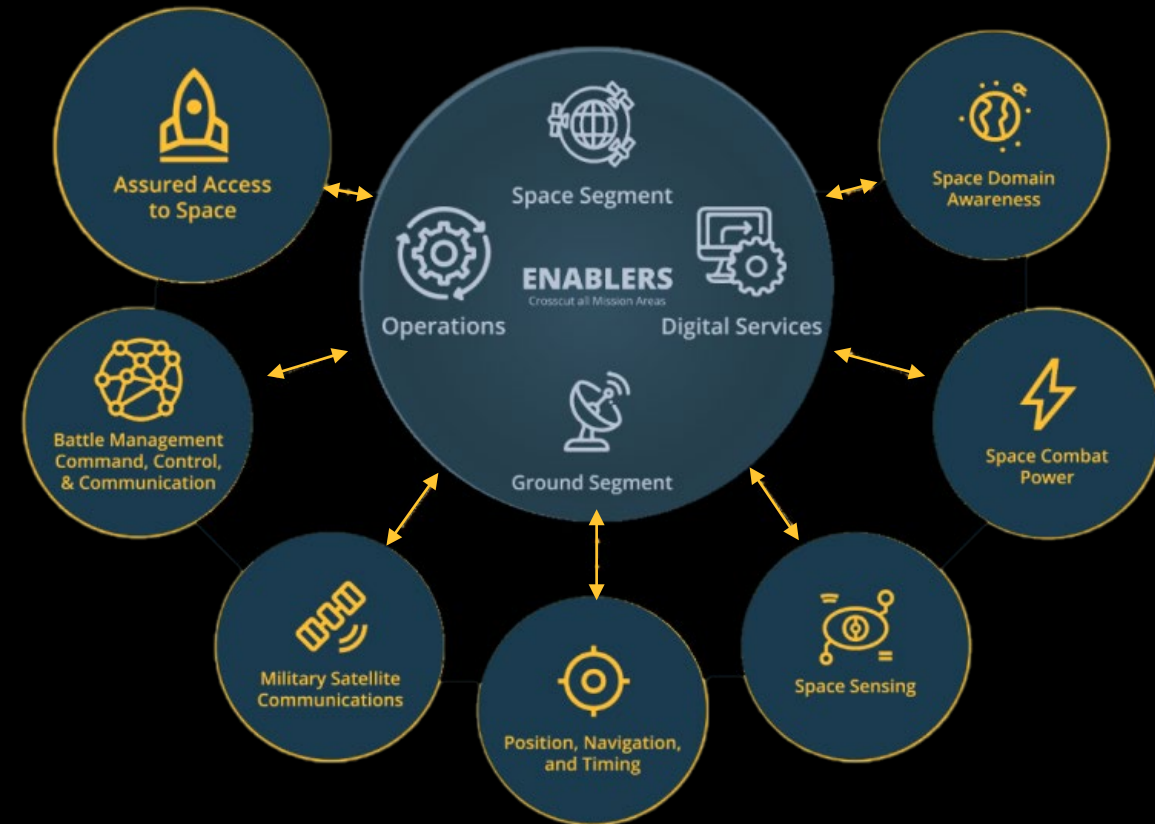 Assured Access
to Space
Space Segment
Operations
ENABLERS
Crosscut all Mission Areas
Digital Services
Ground Segment
Space Domain
Awareness
Battle Management
Command, Control,
& Communication
Space Combat
Power
Military Satellite
Communications
Position, Navigation,
and Timing
Space Sensing